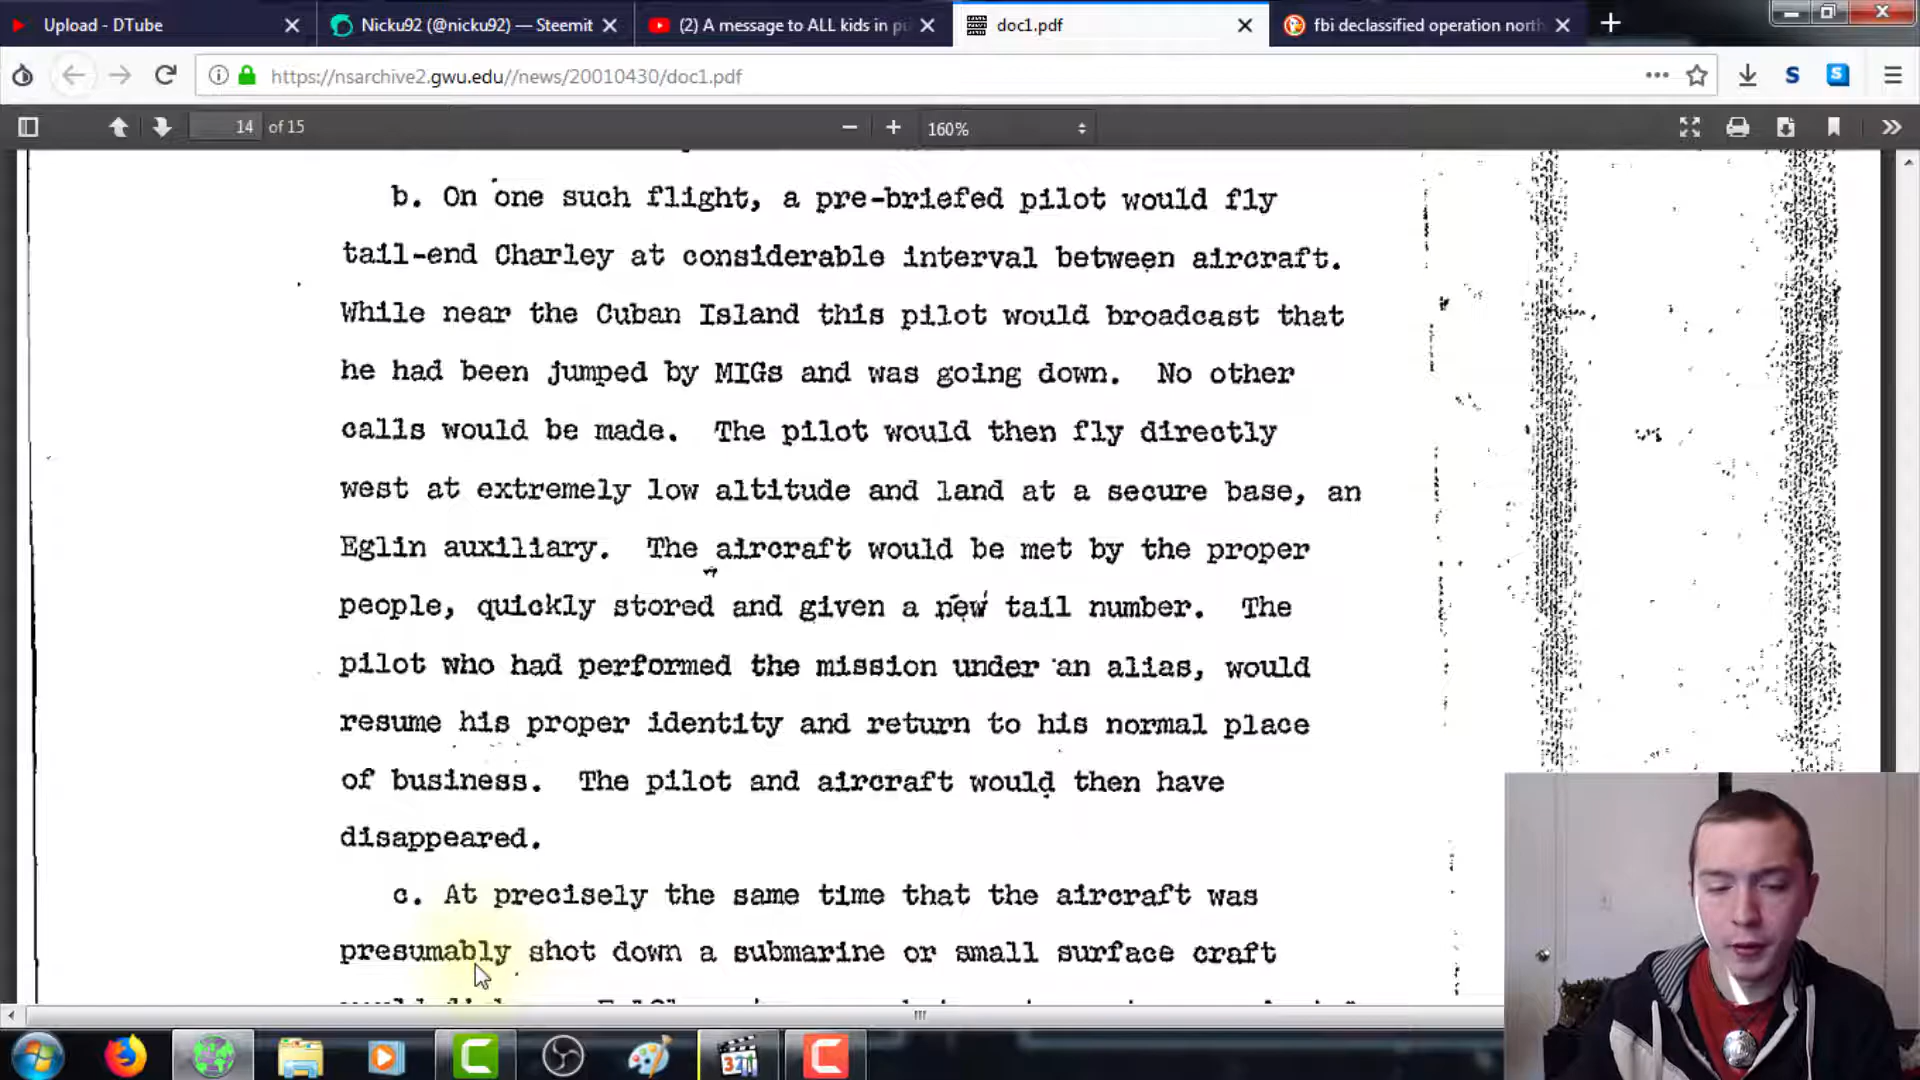 Upload - DTube
Nicku92 (@nicku92) — Steemit
(2) A message to ALL kids in pu
doc1.pdf
fbi declassified operation north
https://nsarchive2.gwu.edu//news/20010430/doc1.pdf
S
S
14 of 15
160%
b. On one such flight, a pre-briefed pilot would fly
tail-end Charley at considerable interval between aircraft.
While near the Cuban Island this pilot would broadcast that
he had been jumped by MIGs and was going down. No other
calls would be made. The pilot would then fly directly
west at extremely low altitude and land at a secure base, an
Eglin auxiliary. The aircraft would be met by the proper
people, quickly stored and given a new tail number. The
pilot who had performed the mission under an alias, would
resume his proper identity and return to his normal place
of business. The pilot and aircraft would then have
disappeared.
c. At precisely the same time that the aircraft was
presumably shot down a submarine or small surface craft
321